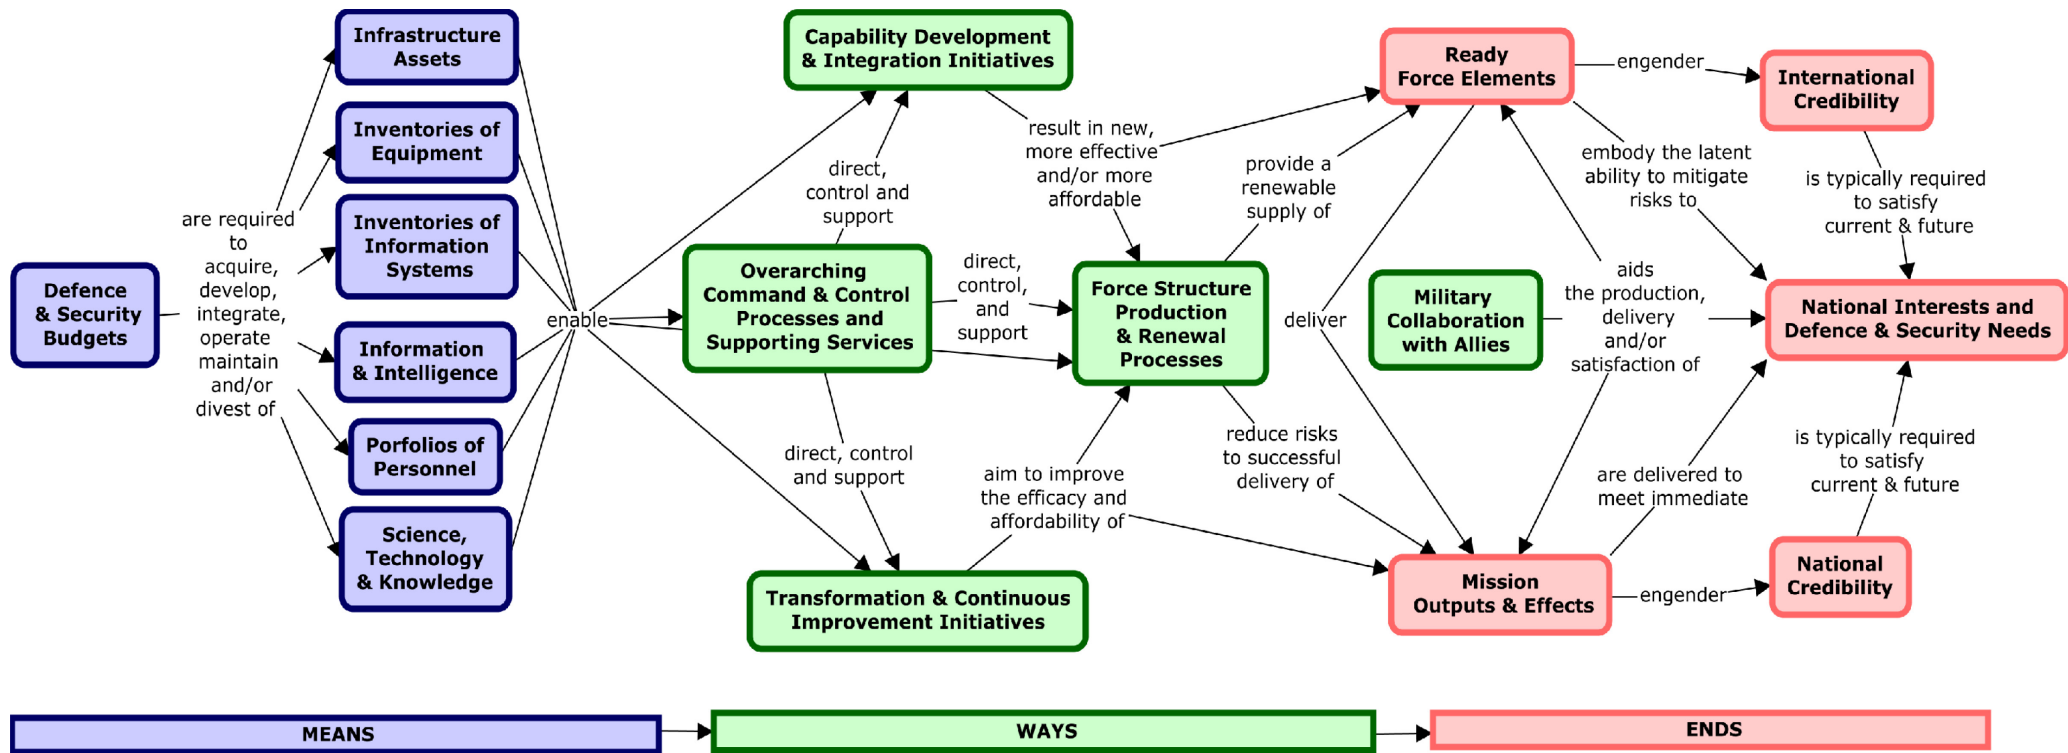 Defence
& Security
Budgets
are required
to
acquire,
develop,
integrate,
operate
maintain
and/or
divest of
Infrastructure
Assets
Inventories of
Equipment
Inventories of
Information
Systems
Information
& Intelligence
Porfolios of
Personnel
Science,
Technology
& Knowledge
enable
Capability Development
& Integration Initiatives
direct,
control and
support
Overarching
Command & Control
Processes and
Supporting Services
direct, control
and support
Transformation & Continuous
Improvement Initiatives
result in new,
more effective
and/or more
affordable
direct,
control,
and
support
Force Structure
Production
& Renewal
Processes
aim to improve
the efficacy and
affordability of
provide a
renewable
supply of
reduce risks
to successful
delivery of
Ready
Force Elements
deliver
Military
Collaboration
with Allies
Mission
Outputs & Effects
engender
embody the latent
ability to mitigate
risks to
aids
the production,
delivery
and/or
satisfaction of
are delivered to
meet immediate
engender
International
Credibility
is typically required
to satisfy
current & future
National Interests and
Defence & Security Needs
is typically required
to satisfy
current & future
National
Credibility
MEANS
WAYS
ENDS